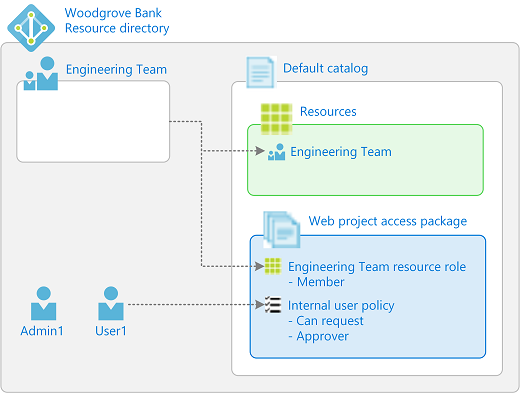 Woodgrove Bank
Resource directory
Engineering Team
Default catalog
Resources
Engineering Team
Web project access package
Engineering Team resource role
- Member
Internal user policy
- Can request
- Approver
Admin1
User1